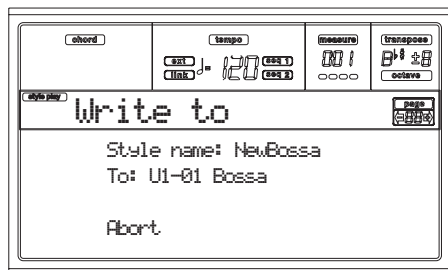 chord tempo measure transpose
ext link ♩= 120 seq 1 seq 2 001 ±8 octave
style play Write to page
Style name: NewBossa
To: U1-01 Bossa
Abort